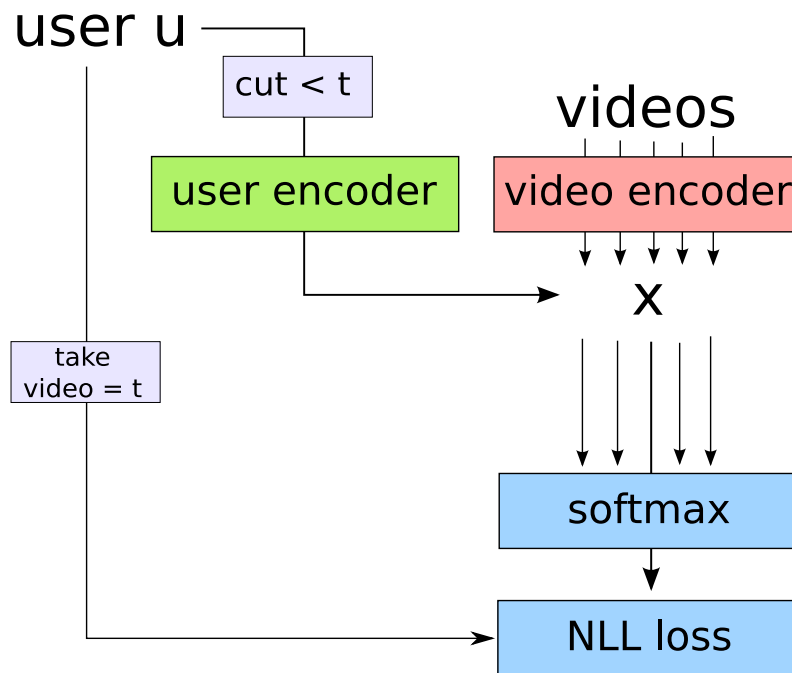 user u
cut < t
videos
user encoder
video encoder
x
take
video = t
softmax
NLL loss